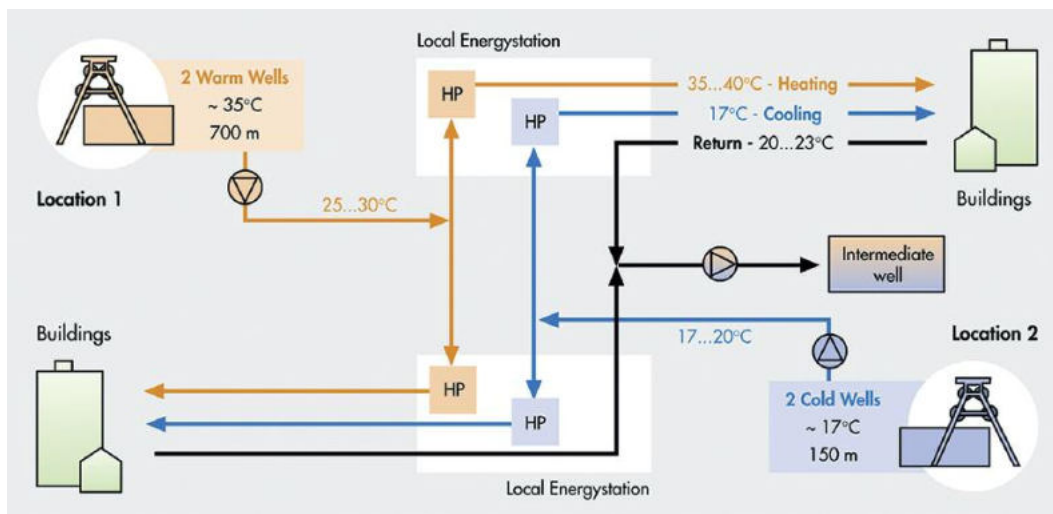 Local Energystation
2 Warm Wells
~ 35°C
700 m
Location 1
HP
HP
35...40°C - Heating
17°C - Cooling
Return - 20...23°C
Buildings
25...30°C
Intermediate
well
Buildings
17...20°C
Location 2
HP
HP
2 Cold Wells
~ 17°C
150 m
Local Energystation